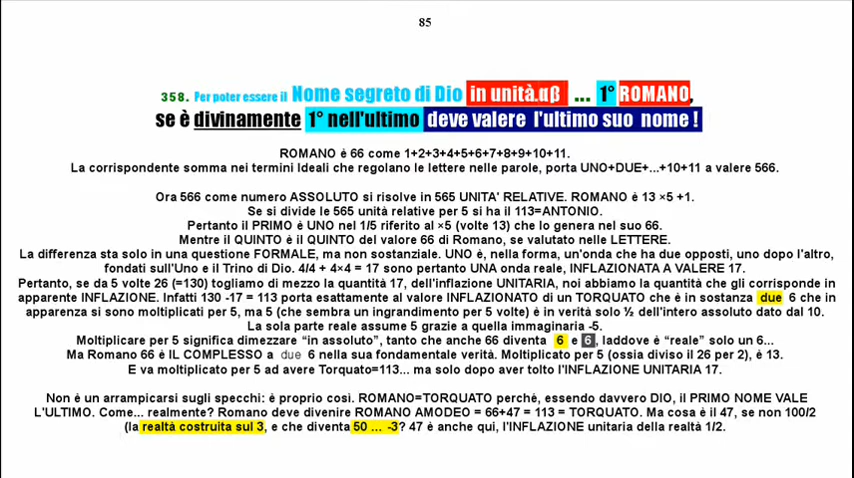 85
358. Per poter essere il Nome segreto di Dio in unità.αβ ... 1° ROMANO,
se è divinamente 1° nell'ultimo deve valere l'ultimo suo nome !
ROMANO è 66 come 1+2+3+4+5+6+7+8+9+10+11.
La corrispondente somma nei termini Ideali che regolano le lettere nelle parole, porta UNO+DUE+...+10+11 a valere 566.
Ora 566 come numero ASSOLUTO si risolve in 565 UNITA' RELATIVE. ROMANO è 13 ×5 +1.
Se si divide le 565 unità relative per 5 si ha il 113=ANTONIO.
Pertanto il PRIMO è UNO nel 1/5 riferito al ×5 (volte 13) che lo genera nel suo 66.
Mentre il QUINTO è il QUINTO del valore 66 di Romano, se valutato nelle LETTERE.
La differenza sta solo in una questione FORMALE, ma non sostanziale. UNO è, nella forma, un'onda che ha due opposti, uno dopo l'altro,
fondati sull'Uno e il Trino di Dio. 4/4 + 4×4 = 17 sono pertanto UNA onda reale, INFLAZIONATA A VALERE 17.
Pertanto, se da 5 volte 26 (=130) togliamo di mezzo la quantità 17, dell'inflazione UNITARIA, noi abbiamo la quantità che gli corrisponde in
apparente INFLAZIONE. Infatti 130 -17 = 113 porta esattamente al valore INFLAZIONATO di un TORQUATO che è in sostanza due 6 che in
apparenza si sono moltiplicati per 5, ma 5 (che sembra un ingrandimento per 5 volte) è in verità solo ½ dell'intero assoluto dato dal 10.
La sola parte reale assume 5 grazie a quella immaginaria -5.
Moltiplicare per 5 significa dimezzare "in assoluto", tanto che anche 66 diventa 6 e 6, laddove è "reale" solo un 6...
Ma Romano 66 è IL COMPLESSO a due 6 nella sua fondamentale verità. Moltiplicato per 5 (ossia diviso il 26 per 2), è 13.
E va moltiplicato per 5 ad avere Torquato=113... ma solo dopo aver tolto l'INFLAZIONE UNITARIA 17.
Non è un arrampicarsi sugli specchi: è proprio così. ROMANO=TORQUATO perchè, essendo davvero DIO, il PRIMO NOME VALE
L'ULTIMO. Come... realmente? Romano deve divenire ROMANO AMODEO = 66+47 = 113 = TORQUATO. Ma cosa è il 47, se non 100/2
(la realtà costruita sul 3, e che diventa 50 ... -3? 47 è anche qui, l'INFLAZIONE unitaria della realtà 1/2.